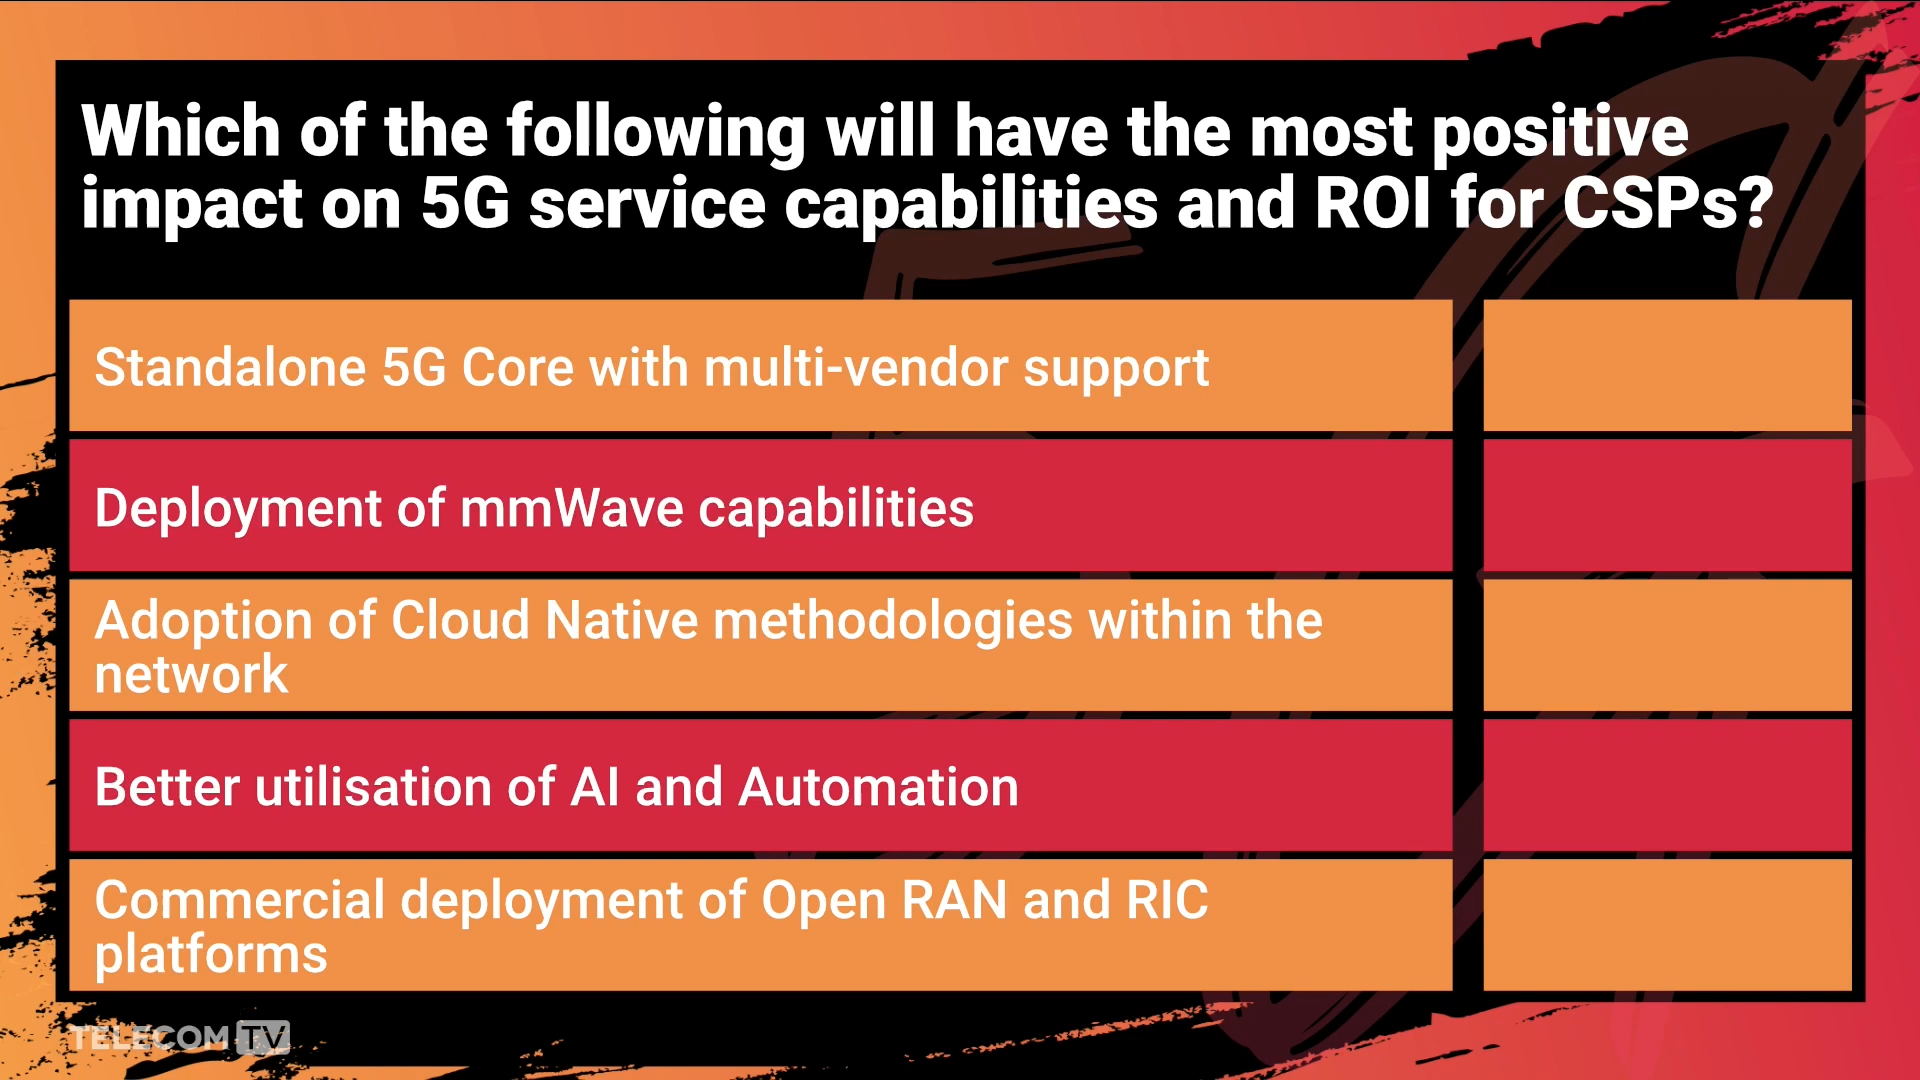 Which of the following will have the most positive
impact on 5G service capabilities and ROI for CSPs?
Standalone 5G Core with multi-vendor support
Deployment of mmWave capabilities
Adoption of Cloud Native methodologies within the
network
Better utilisation of AI and Automation
Commercial deployment of Open RAN and RIC
platforms
TELECOM TV